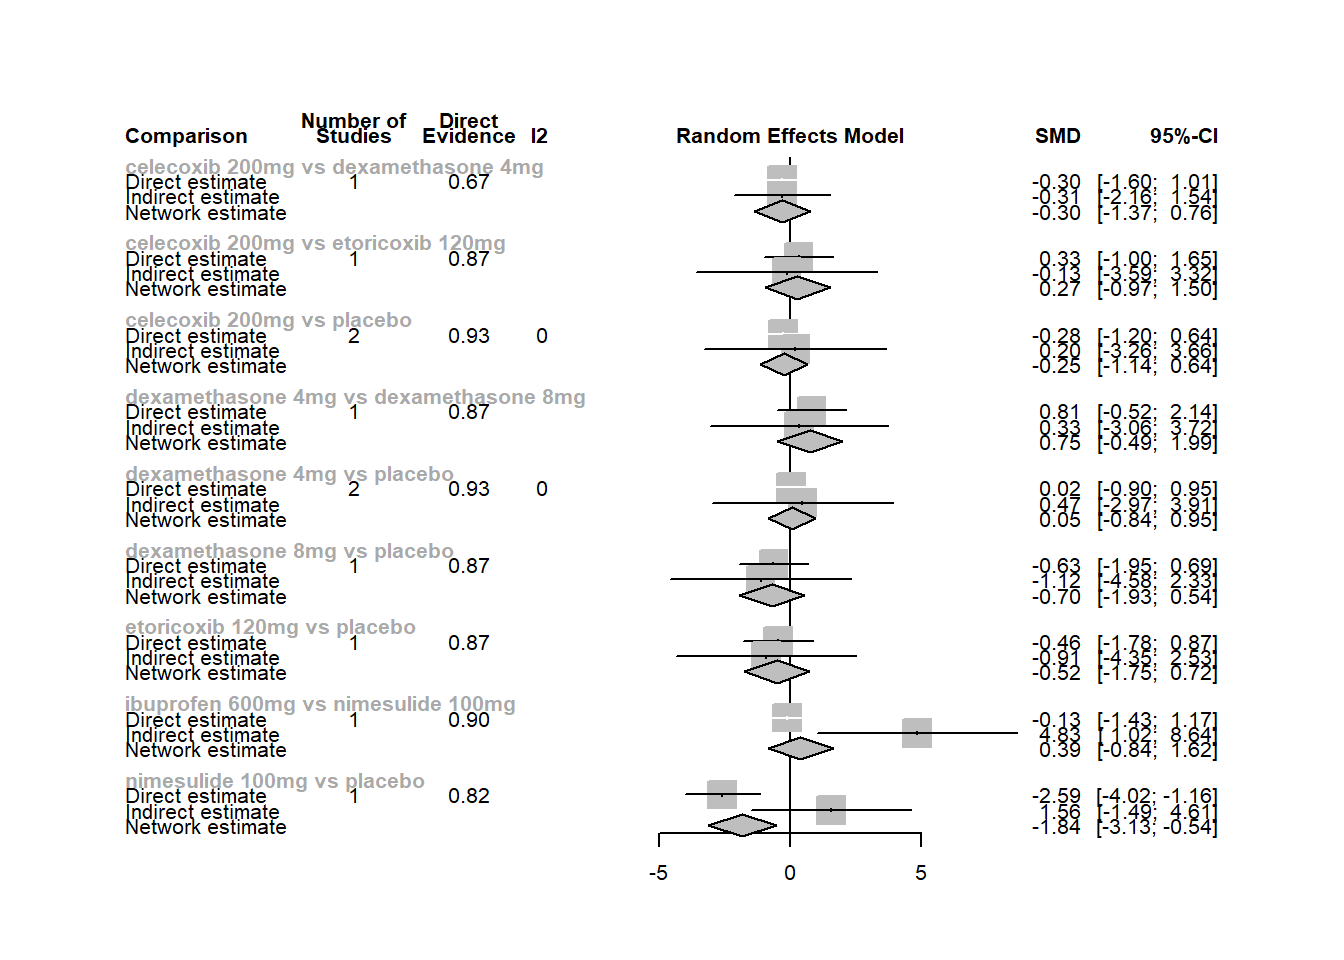 Number of Direct
Comparison Studies Evidence I2 Random Effects Model SMD 95%-CI
celecoxib 200mg vs dexamethasone 4mg
Direct estimate 1 0.67 -0.30 [-1.60; 1.01]
Indirect estimate -0.31 [-2.16; 1.54]
Network estimate -0.30 [-1.37; 0.76]
celecoxib 200mg vs etoricoxib 120mg
Direct estimate 1 0.87 0.33 [-1.00; 1.65]
Indirect estimate -0.13 [-3.59; 3.32]
Network estimate 0.27 [-0.97; 1.50]
celecoxib 200mg vs placebo
Direct estimate 2 0.93 0 -0.28 [-1.20; 0.64]
Indirect estimate 0.20 [-3.26; 3.66]
Network estimate -0.25 [-1.14; 0.64]
dexamethasone 4mg vs dexamethasone 8mg
Direct estimate 1 0.87 0.81 [-0.52; 2.14]
Indirect estimate 0.33 [-3.06; 3.72]
Network estimate 0.75 [-0.49; 1.99]
dexamethasone 4mg vs placebo
Direct estimate 2 0.93 0 0.02 [-0.90; 0.95]
Indirect estimate 0.47 [-2.97; 3.91]
Network estimate 0.05 [-0.84; 0.95]
dexamethasone 8mg vs placebo
Direct estimate 1 0.87 -0.63 [-1.95; 0.69]
Indirect estimate -1.12 [-4.58; 2.33]
Network estimate -0.70 [-1.93; 0.54]
etoricoxib 120mg vs placebo
Direct estimate 1 0.87 -0.46 [-1.78; 0.87]
Indirect estimate -0.91 [-4.35; 2.53]
Network estimate -0.52 [-1.75; 0.72]
ibuprofen 600mg vs nimesulide 100mg
Direct estimate 1 0.90 -0.13 [-1.43; 1.17]
Indirect estimate 4.83 [ 1.02; 8.64]
Network estimate 0.39 [-0.84; 1.62]
nimesulide 100mg vs placebo
Direct estimate 1 0.82 -2.59 [-4.02; -1.16]
Indirect estimate 1.56 [-1.49; 4.61]
Network estimate -1.84 [-3.13; -0.54]
-5 0 5